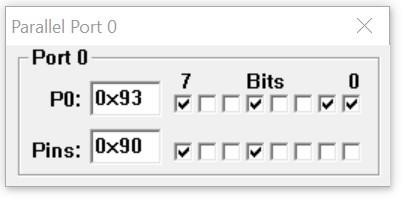 Parallel Port 0
Port 0
7 Bits 0
P0: 0x93
Pins: 0x90